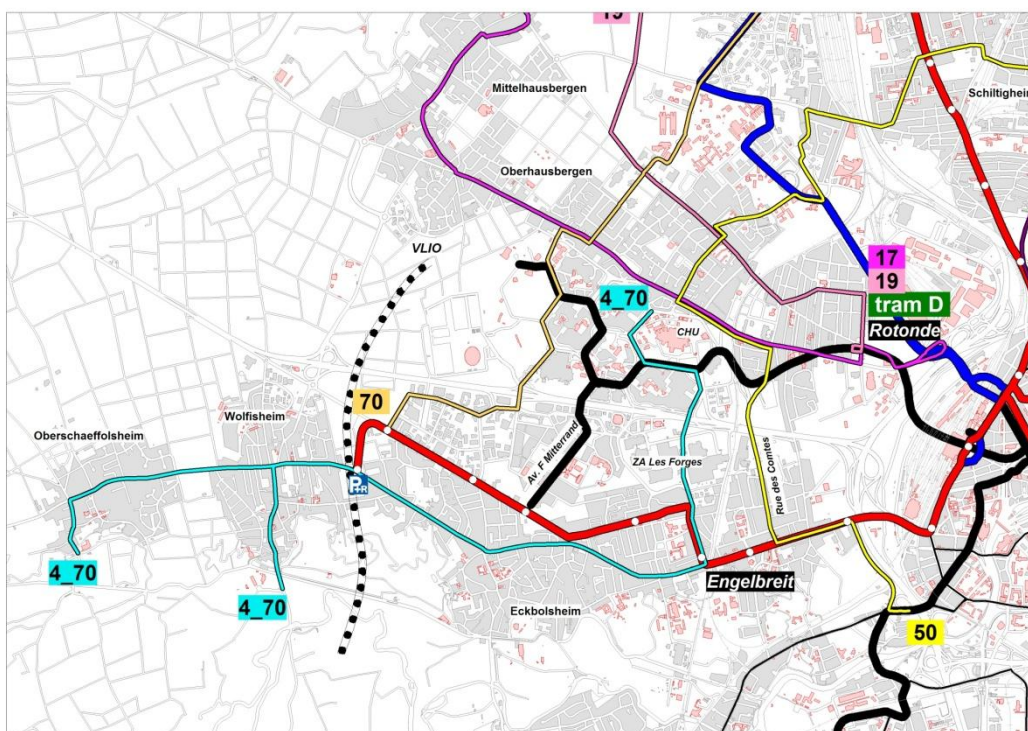 19
Mittelhausbergen
Schiltigheim
Oberhausbergen
VLIO
17
19
tram D
Rotonde
4_70
CHU
70
Wolfisheim
Oberschaeffolsheim
Av. F Mitterrand
ZA Les Forges
Rue des Comtes
P+R
4_70
4_70
Engelbreit
Eckbolsheim
50